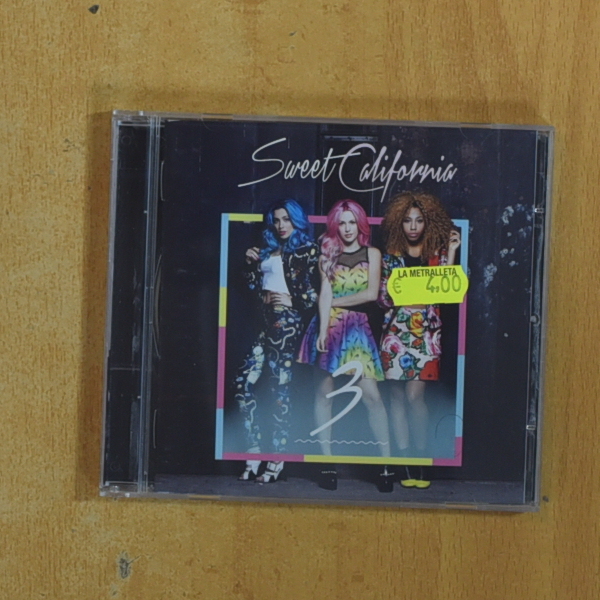 Sweet California
LA METRALLETA
€ 4,00
3